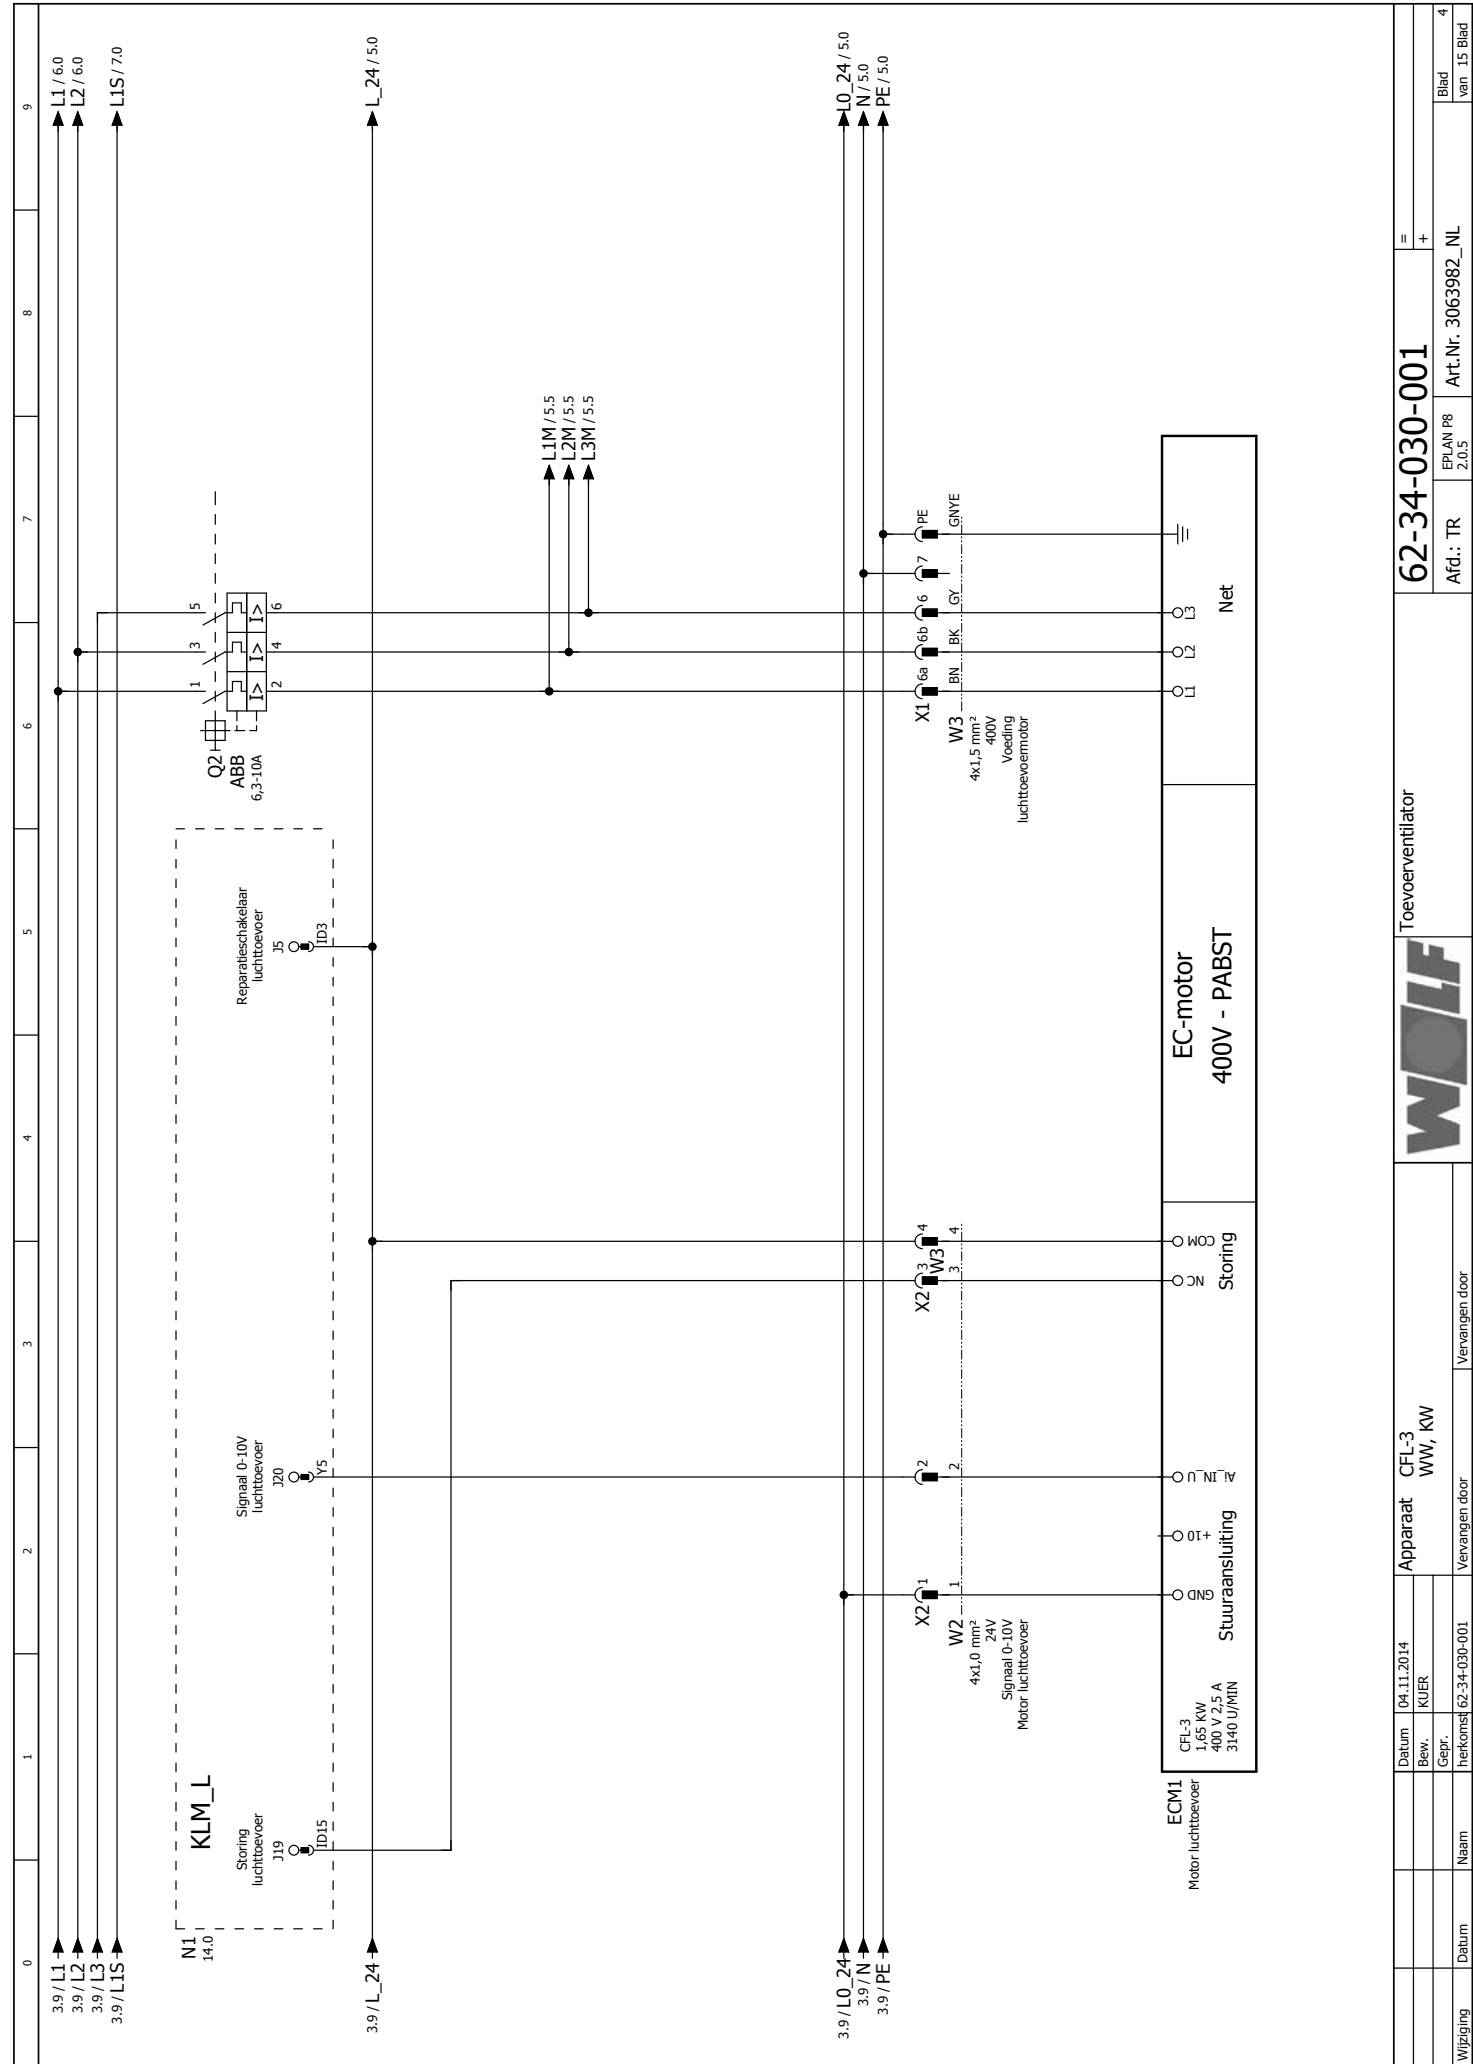 0 1 2 3 4 5 6 7 8 9
3.9 / L1
3.9 / L2
3.9 / L3
3.9 / L1S
L1 / 6.0
L2 / 6.0
L1S / 7.0
N1
14.0
KLM_L
Storing
luchttoevoer
J19
ID15
Signaal 0-10V
luchttoevoer
J20
Y5
Reparatieschakelaar
luchttoevoer
J5
ID3
Q2
ABB
6,3-10A
1 3 5
I> I> I>
2 4 6
3.9 / L_24
L_24 / 5.0
L1M / 5.5
L2M / 5.5
L3M / 5.5
3.9 / L0_24
3.9 / N
3.9 / PE
L0_24 / 5.0
N / 5.0
PE / 5.0
X2 1 2 X2 3 4
W3
X1 6a 6b 6 7 PE
W2 1 2 3 4
4x1,0 mm²
24V
Signaal 0-10V
Motor luchttoevoer
W3 BN BK GY GNYE
4x1,5 mm²
400V
Voeding
luchttoevoermotor
ECM1
Motor luchttoevoer
CFL-3
1,65 KW
400 V 2,5 A
3140 U/MIN
GND +10 Ai_IN_U NC COM
Stuuraansluiting
Storing
EC-motor
400V - PABST
L1 L2 L3
Net
Wijziging Datum Naam
Datum 04.11.2014
Bew. KUER
Gepr.
herkomst 62-34-030-001
Apparaat CFL-3
WW, KW
Vervangen door Vervangen door
WOLF
Toevoerventilator
62-34-030-001
=
+
Afd.: TR
EPLAN P8
2.0.5
Art.Nr. 3063982_NL
Blad 4
van 15 Blad